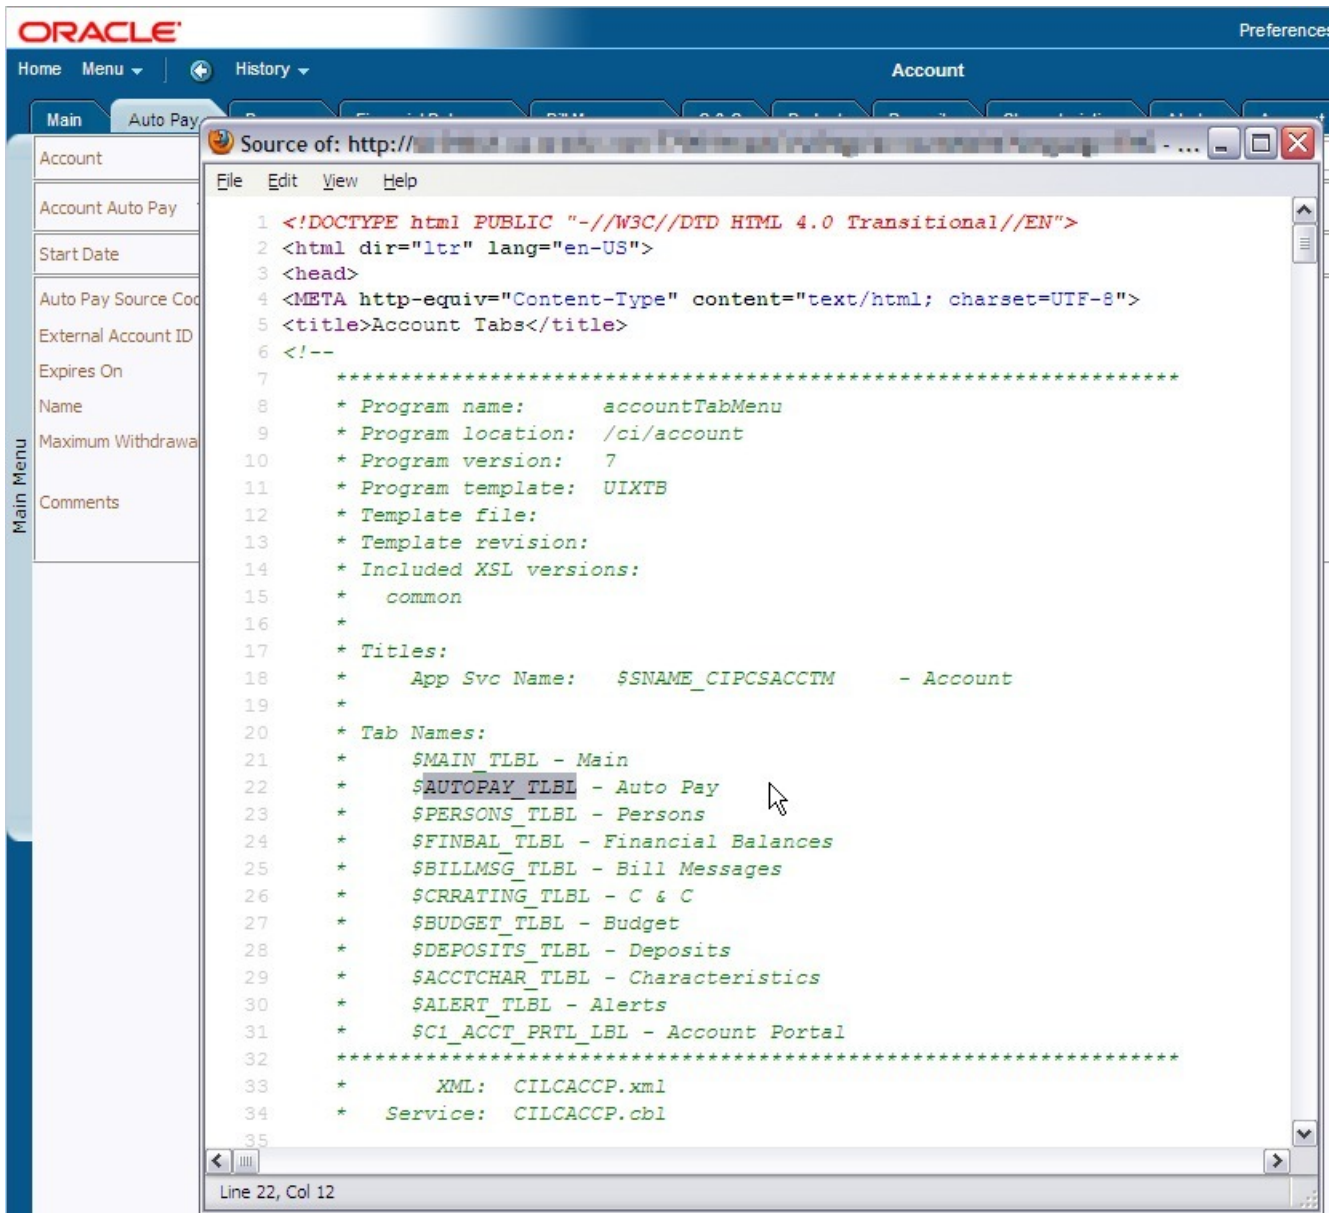 ORACLE
Preferences
Home Menu History Account
Main Auto Pay
Account
Account Auto Pay
Start Date
Auto Pay Source Cod
External Account ID
Expires On
Name
Maximum Withdrawa
Comments
Main Menu
Source of: http:// - ...
File Edit View Help
1 <!DOCTYPE html PUBLIC "-//W3C//DTD HTML 4.0 Transitional//EN">
2 <html dir="ltr" lang="en-US">
3 <head>
4 <META http-equiv="Content-Type" content="text/html; charset=UTF-8">
5 <title>Account Tabs</title>
6 <!--
7 ******************************************************************
8 * Program name: accountTabMenu
9 * Program location: /ci/account
10 * Program version: 7
11 * Program template: UIXTB
12 * Template file:
13 * Template revision:
14 * Included XSL versions:
15 * common
16 *
17 * Titles:
18 * App Svc Name: $SNAME_CIPCSACCTM - Account
19 *
20 * Tab Names:
21 * $MAIN_TLBL - Main
22 * $AUTOPAY_TLBL - Auto Pay
23 * $PERSONS_TLBL - Persons
24 * $FINBAL_TLBL - Financial Balances
25 * $BILLMSG_TLBL - Bill Messages
26 * $CRRATING_TLBL - C & C
27 * $BUDGET_TLBL - Budget
28 * $DEPOSITS_TLBL - Deposits
29 * $ACCTCHAR_TLBL - Characteristics
30 * $ALERT_TLBL - Alerts
31 * $C1_ACCT_PRTL_LBL - Account Portal
32 ******************************************************************
33 * XML: CILCACCP.xml
34 * Service: CILCACCP.cbl
35
Line 22, Col 12